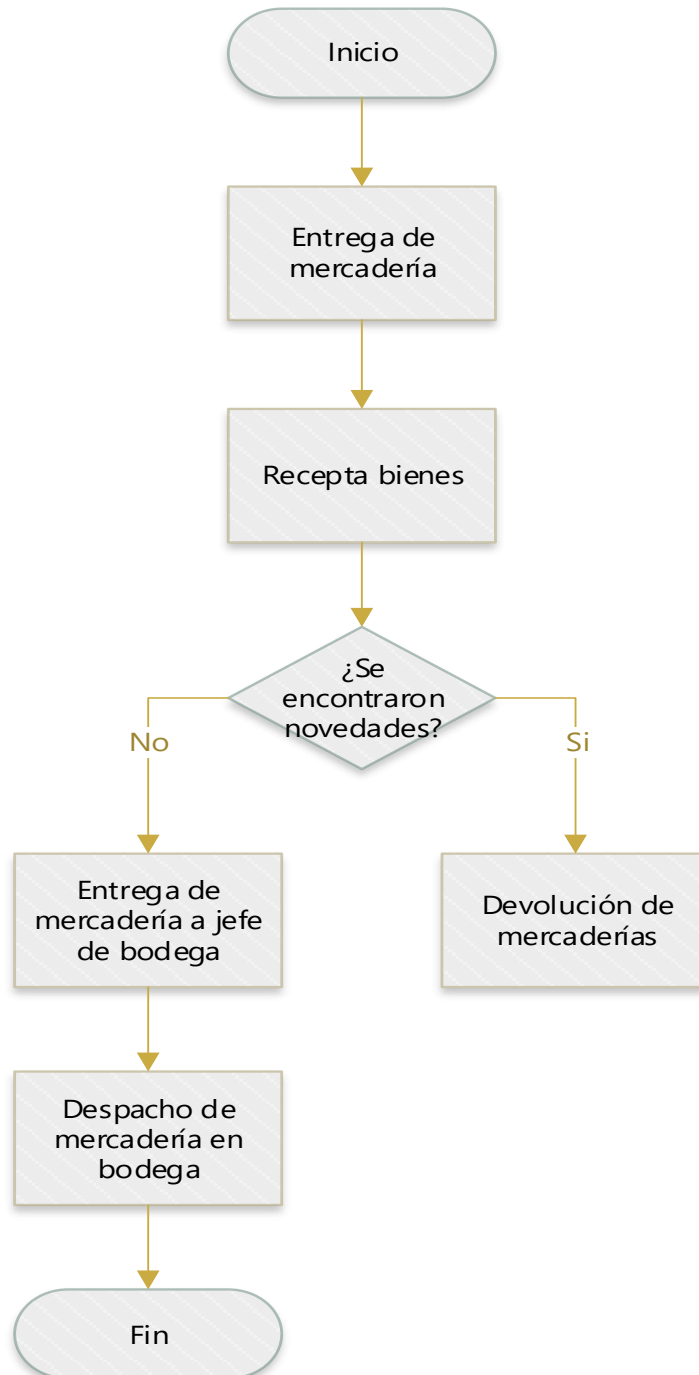 Inicio
Entrega de
mercadería
Recepta bienes
¿Se
encontraron
novedades?
No
Si
Entrega de
mercadería a jefe
de bodega
Devolución de
mercaderías
Despacho de
mercadería en
bodega
Fin